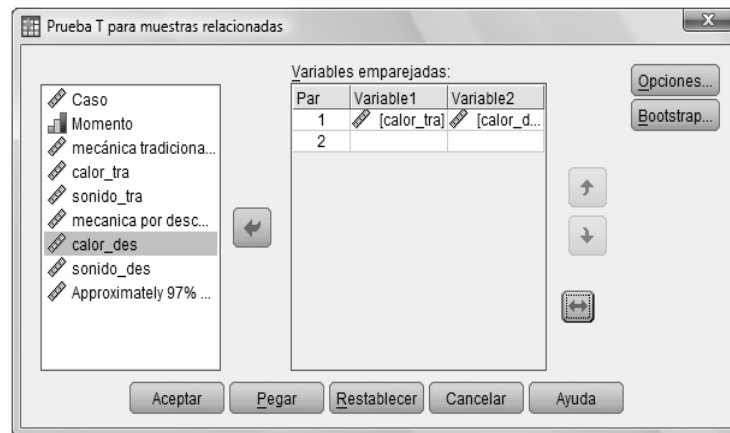 Prueba T para muestras relacionadas
X
Caso
Momento
mecánica tradiciona...
calor_tra
sonido_tra
mecanica por desc...
calor_des
sonido_des
Approximately 97% ...
Variables emparejadas:
Par Variable1 Variable2
1 [calor_tra] [calor_d...
2
Opciones...
Bootstrap...
Aceptar Pegar Restablecer Cancelar Ayuda